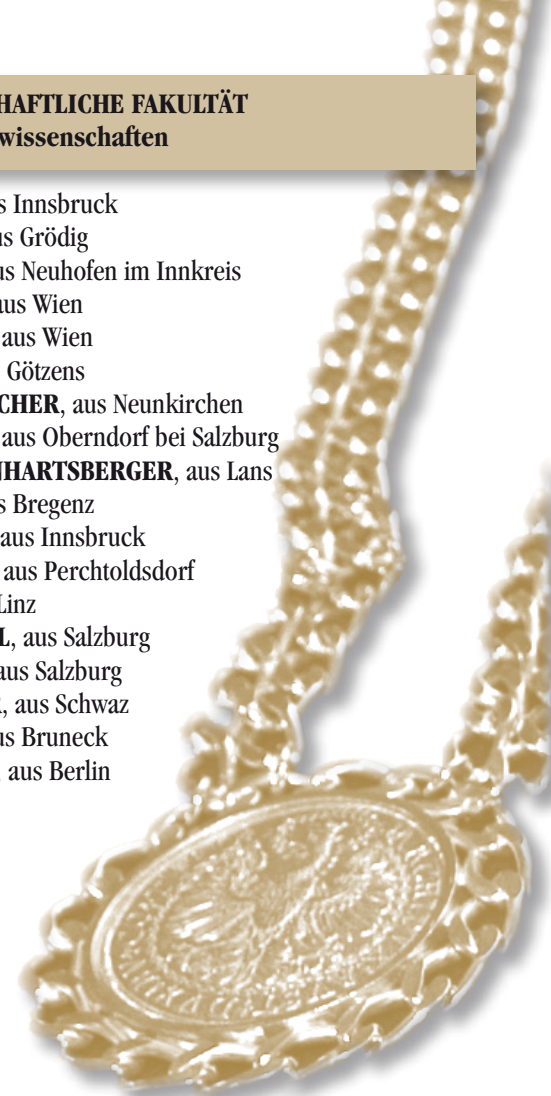 HAFTLICHE FAKULTÄT
wissenschaften
s Innsbruck
us Grödig
us Neuhofen im Innkreis
aus Wien
aus Wien
Götzens
CHER, aus Neunkirchen
aus Oberndorf bei Salzburg
NHARTSBERGER, aus Lans
s Bregenz
aus Innsbruck
aus Perchtoldsdorf
Linz
L, aus Salzburg
aus Salzburg
R, aus Schwaz
us Bruneck
, aus Berlin